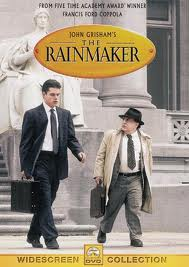 FROM FIVE TIME ACADEMY AWARD WINNER
FRANCIS FORD COPPOLA
JOHN GRISHAM'S
THE
RAINMAKER
DVD
WIDESCREEN COLLECTION